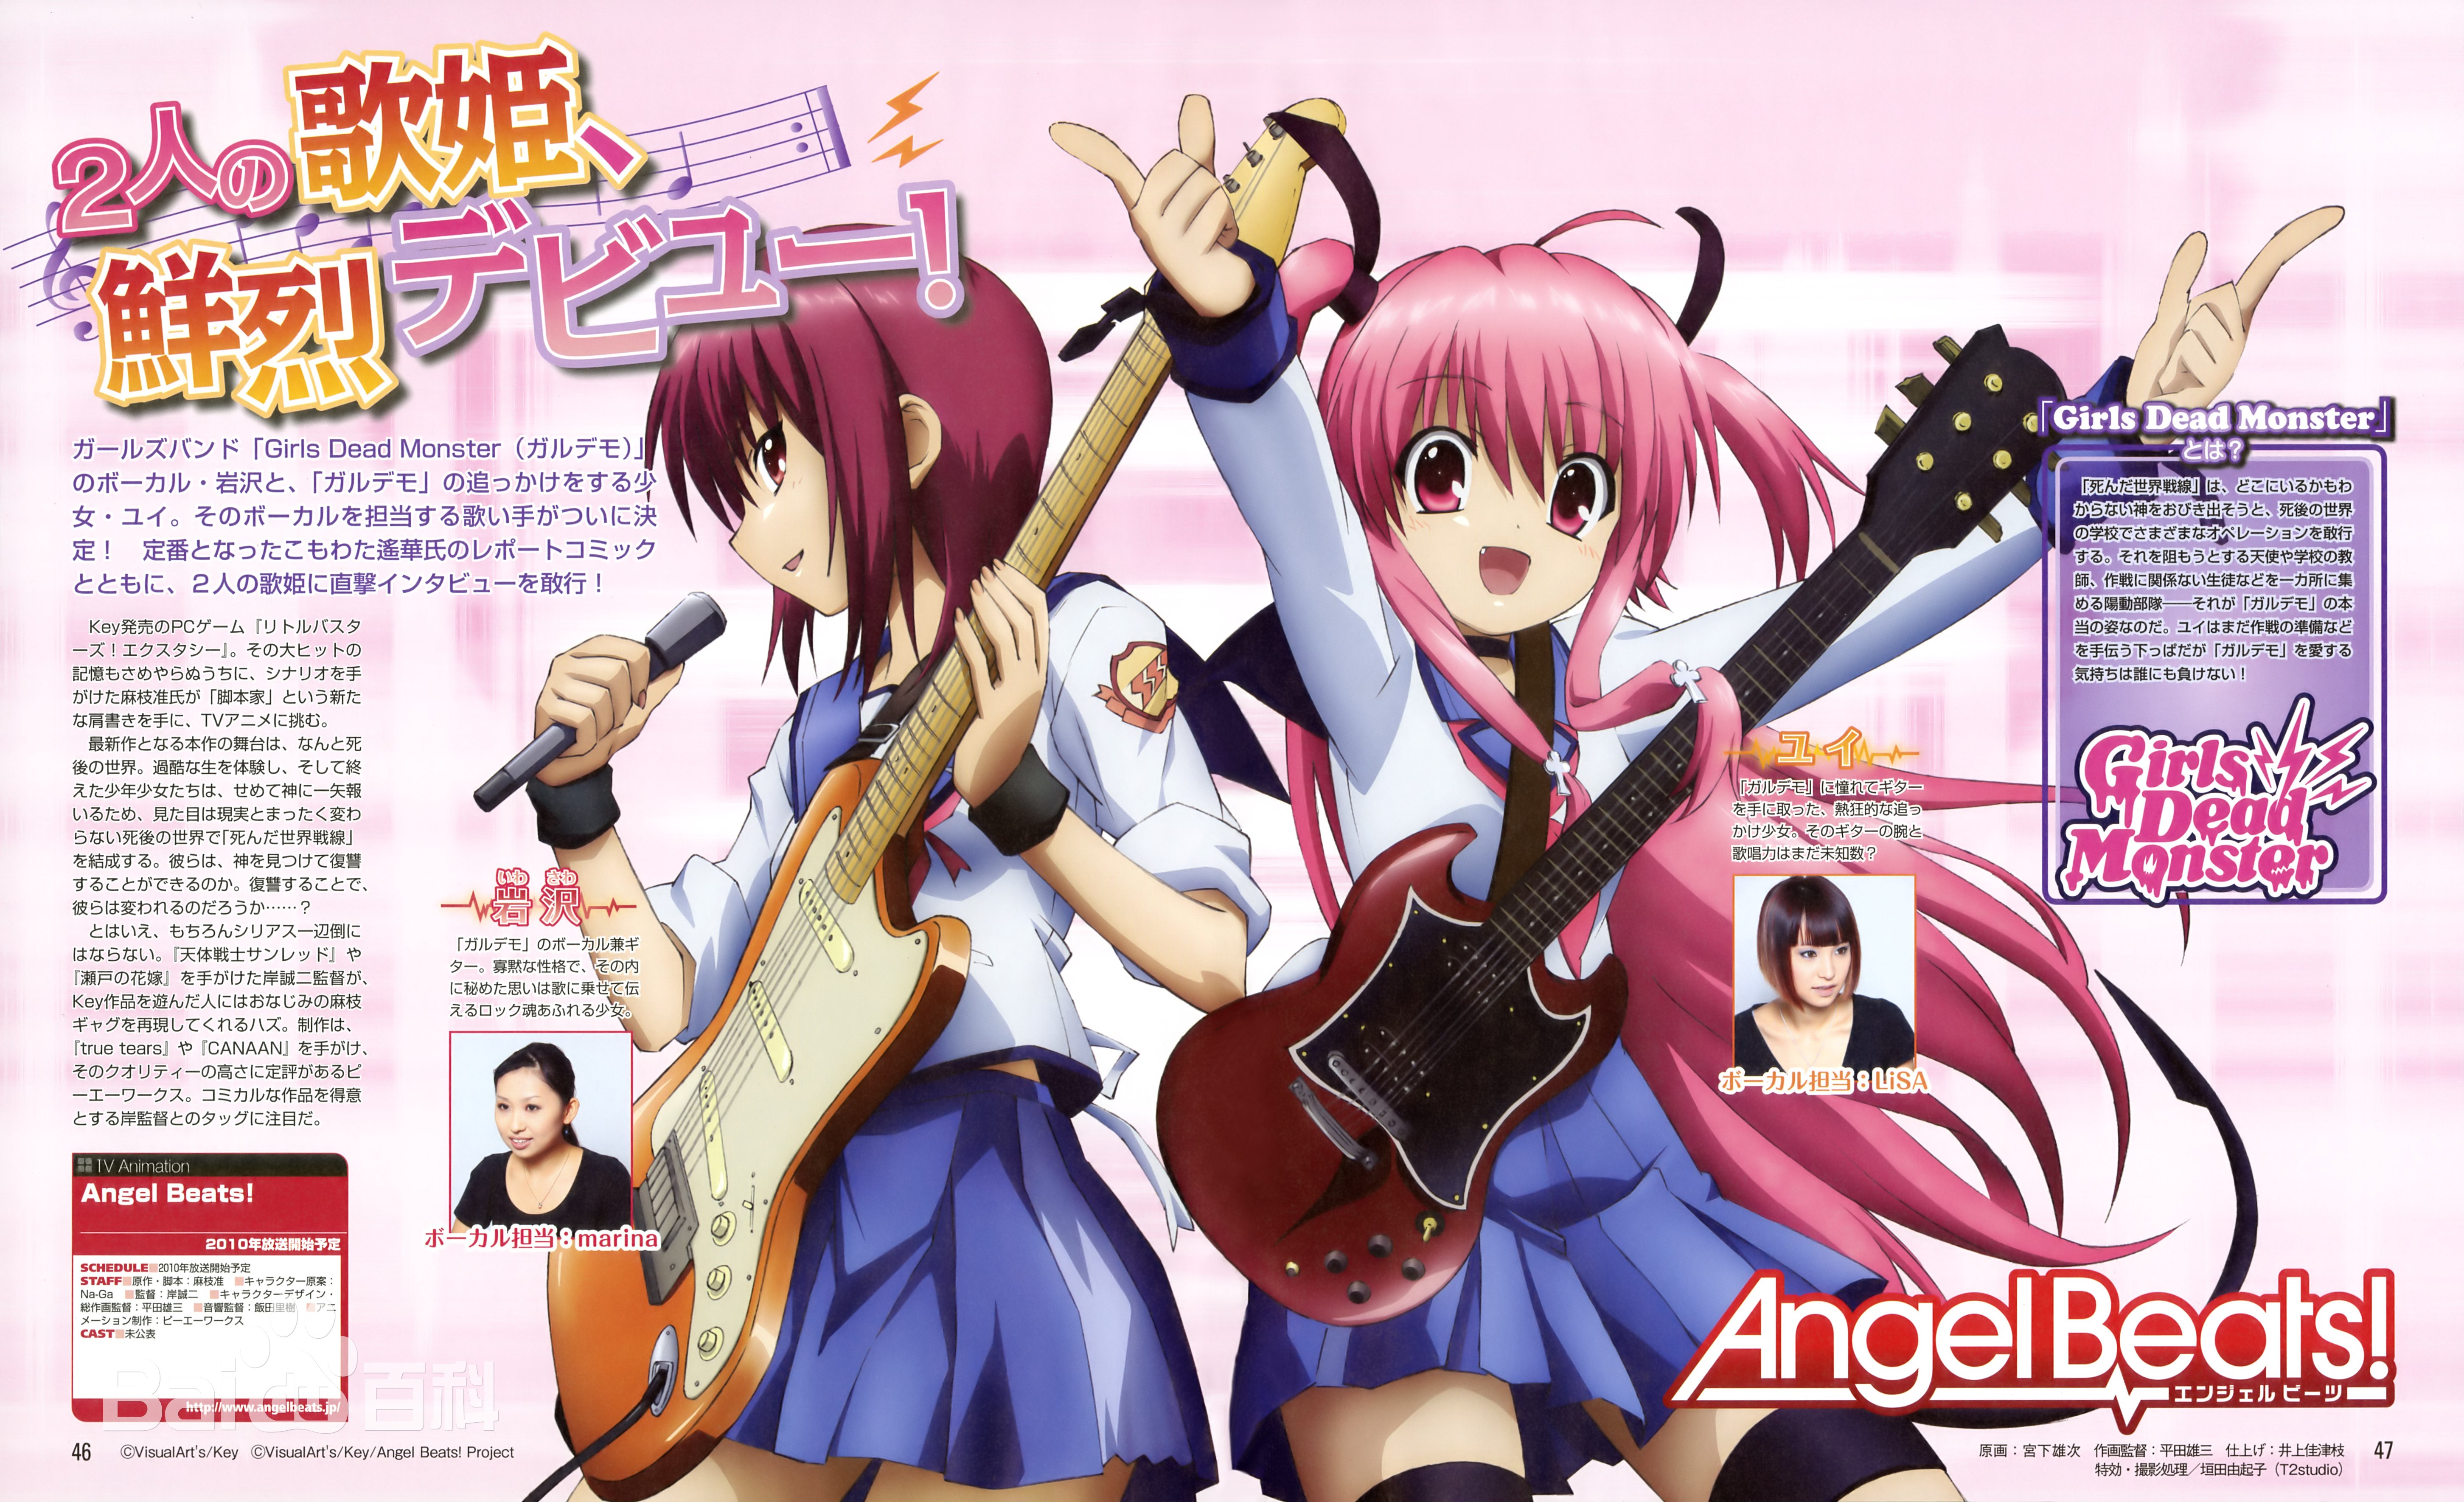 2人の歌姫、
鮮烈デビュー!
ガールズバンド「Girls Dead Monster（ガルデモ）」
のボーカル・岩沢と、「ガルデモ」の追っかけをする少
女・ユイ。そのボーカルを担当する歌い手がついに決
定！　定番となったこもわた遙華氏のレポートコミック
とともに、２人の歌姫に直撃インタビューを敢行！
Key発売のPCゲーム『リトルバスタ
ーズ！エクスタシー』。その大ヒットの
記憶もさめやらぬうちに、シナリオを手
がけた麻枝准氏が「脚本家」という新た
な肩書きを手に、TVアニメに挑む。
最新作となる本作の舞台は、なんと死
後の世界。過酷な生を体験し、そして終
えた少年少女たちは、せめて神に一矢報
いるため、見た目は現実とまったく変わ
らない死後の世界で「死んだ世界戦線」
を結成する。彼らは、神を見つけて復讐
することができるのか。復讐することで、
彼らは変われるのだろうか……？
とはいえ、もちろんシリアス一辺倒に
はならない。『天体戦士サンレッド』や
『瀬戸の花嫁』を手がけた岸誠二監督が、
Key作品を遊んだ人にはおなじみの麻枝
ギャグを再現してくれるハズ。制作は、
『true tears』や『CANAAN』を手がけ、
そのクオリティーの高さに定評があるピ
ーエーワークス。コミカルな作品を得意
とする岸監督とのタッグに注目だ。
TV Animation
Angel Beats!
2010年放送開始予定
SCHEDULE■2010年放送開始予定
STAFF■原作・脚本：麻枝准　■キャラクター原案：
Na-Ga　■監督：岸誠二　■キャラクターデザイン・
総作画監督：平田雄三　■音響監督：飯田里樹　■アニ
メーション制作：ピーエーワークス
CAST■未公表
http://www.angelbeats.jp/
Baidu百科
46
©VisualArt's/Key　©VisualArt's/Key/Angel Beats! Project
いわ さわ
岩沢
「ガルデモ」のボーカル兼ギ
ター。寡黙な性格で、その内
に秘めた思いは歌に乗せて伝
えるロック魂あふれる少女。
ボーカル担当：marina
ユイ
「ガルデモ」に憧れてギター
を手に取った、熱狂的な追っ
かけ少女。そのギターの腕と
歌唱力はまだ未知数？
ボーカル担当：LiSA
「Girls Dead Monster」
とは？
「死んだ世界戦線」は、どこにいるかもわ
からない神をおびき出そうと、死後の世界
の学校でさまざまなオペレーションを敢行
する。それを阻もうとする天使や学校の教
師、作戦に関係ない生徒などを一カ所に集
める陽動部隊――それが「ガルデモ」の本
当の姿なのだ。ユイはまだ作戦の準備など
を手伝う下っぱだが「ガルデモ」を愛する
気持ちは誰にも負けない！
Girls
Dead
Monster
Angel Beats!
エンジェルビーツ
原画：宮下雄次　作画監督：平田雄三　仕上げ：井上佳津枝
特効・撮影処理／垣田由起子（T2studio）
47